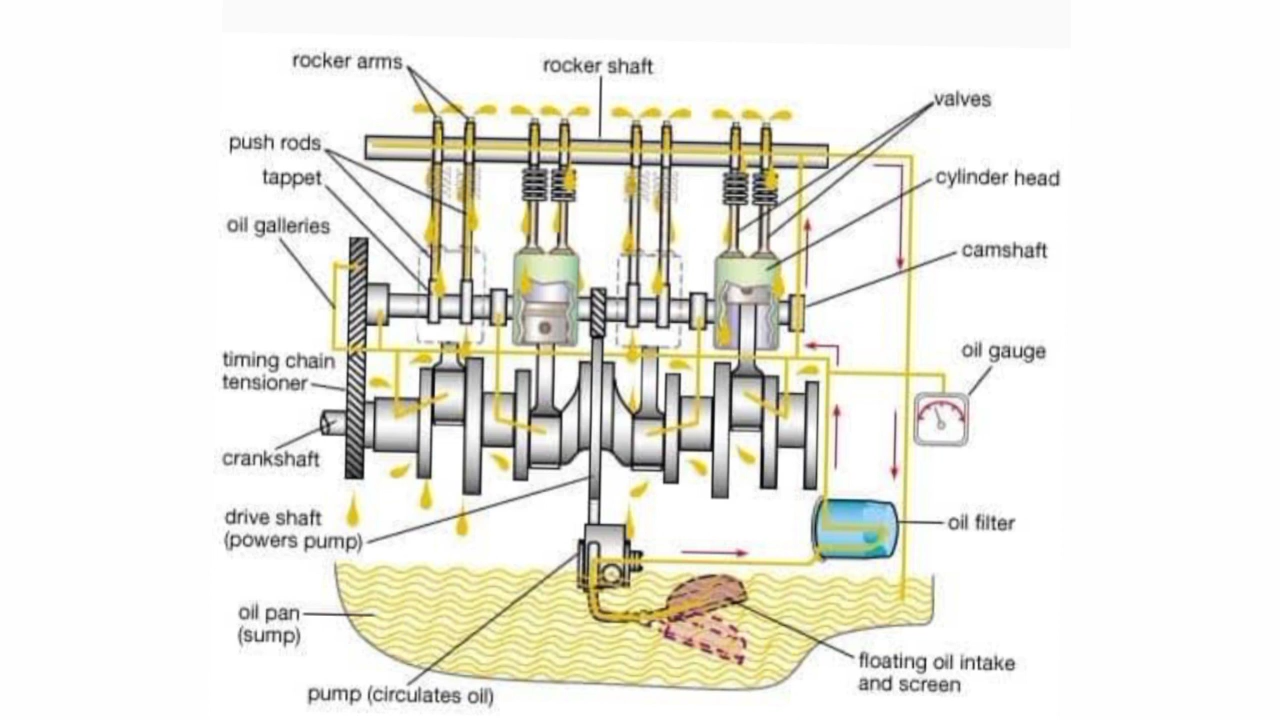 rocker arms
rocker shaft
valves
push rods
tappet
cylinder head
oil galleries
camshaft
timing chain
tensioner
oil gauge
crankshaft
drive shaft
(powers pump)
oil filter
oil pan
(sump)
floating oil intake
and screen
pump (circulates oil)